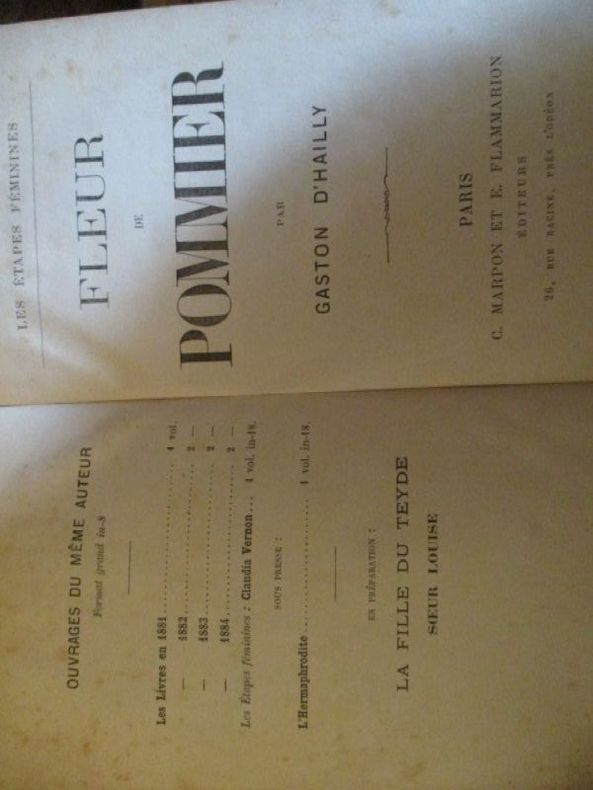 OUVRAGES DU MÊME AUTEUR
Format grand in-8
Les Livres en 1881 .................... 1 vol.
— 1882 .................... 2 —
— 1883 .................... 2 —
— 1884 .................... 2 —
Les Étapes féminines : Claudia Vernon.... 1 vol. in-18.
SOUS PRESSE :
L'Hermaphrodite .................... 1 vol. in-18.
EN PRÉPARATION :
LA FILLE DU TEYDE
SŒUR LOUISE
LES ÉTAPES FÉMININES
FLEUR
DE
POMMIER
PAR
GASTON D'HAILLY
PARIS
C. MARPON ET E. FLAMMARION
ÉDITEURS
26, RUE RACINE, PRÈS L'ODÉON